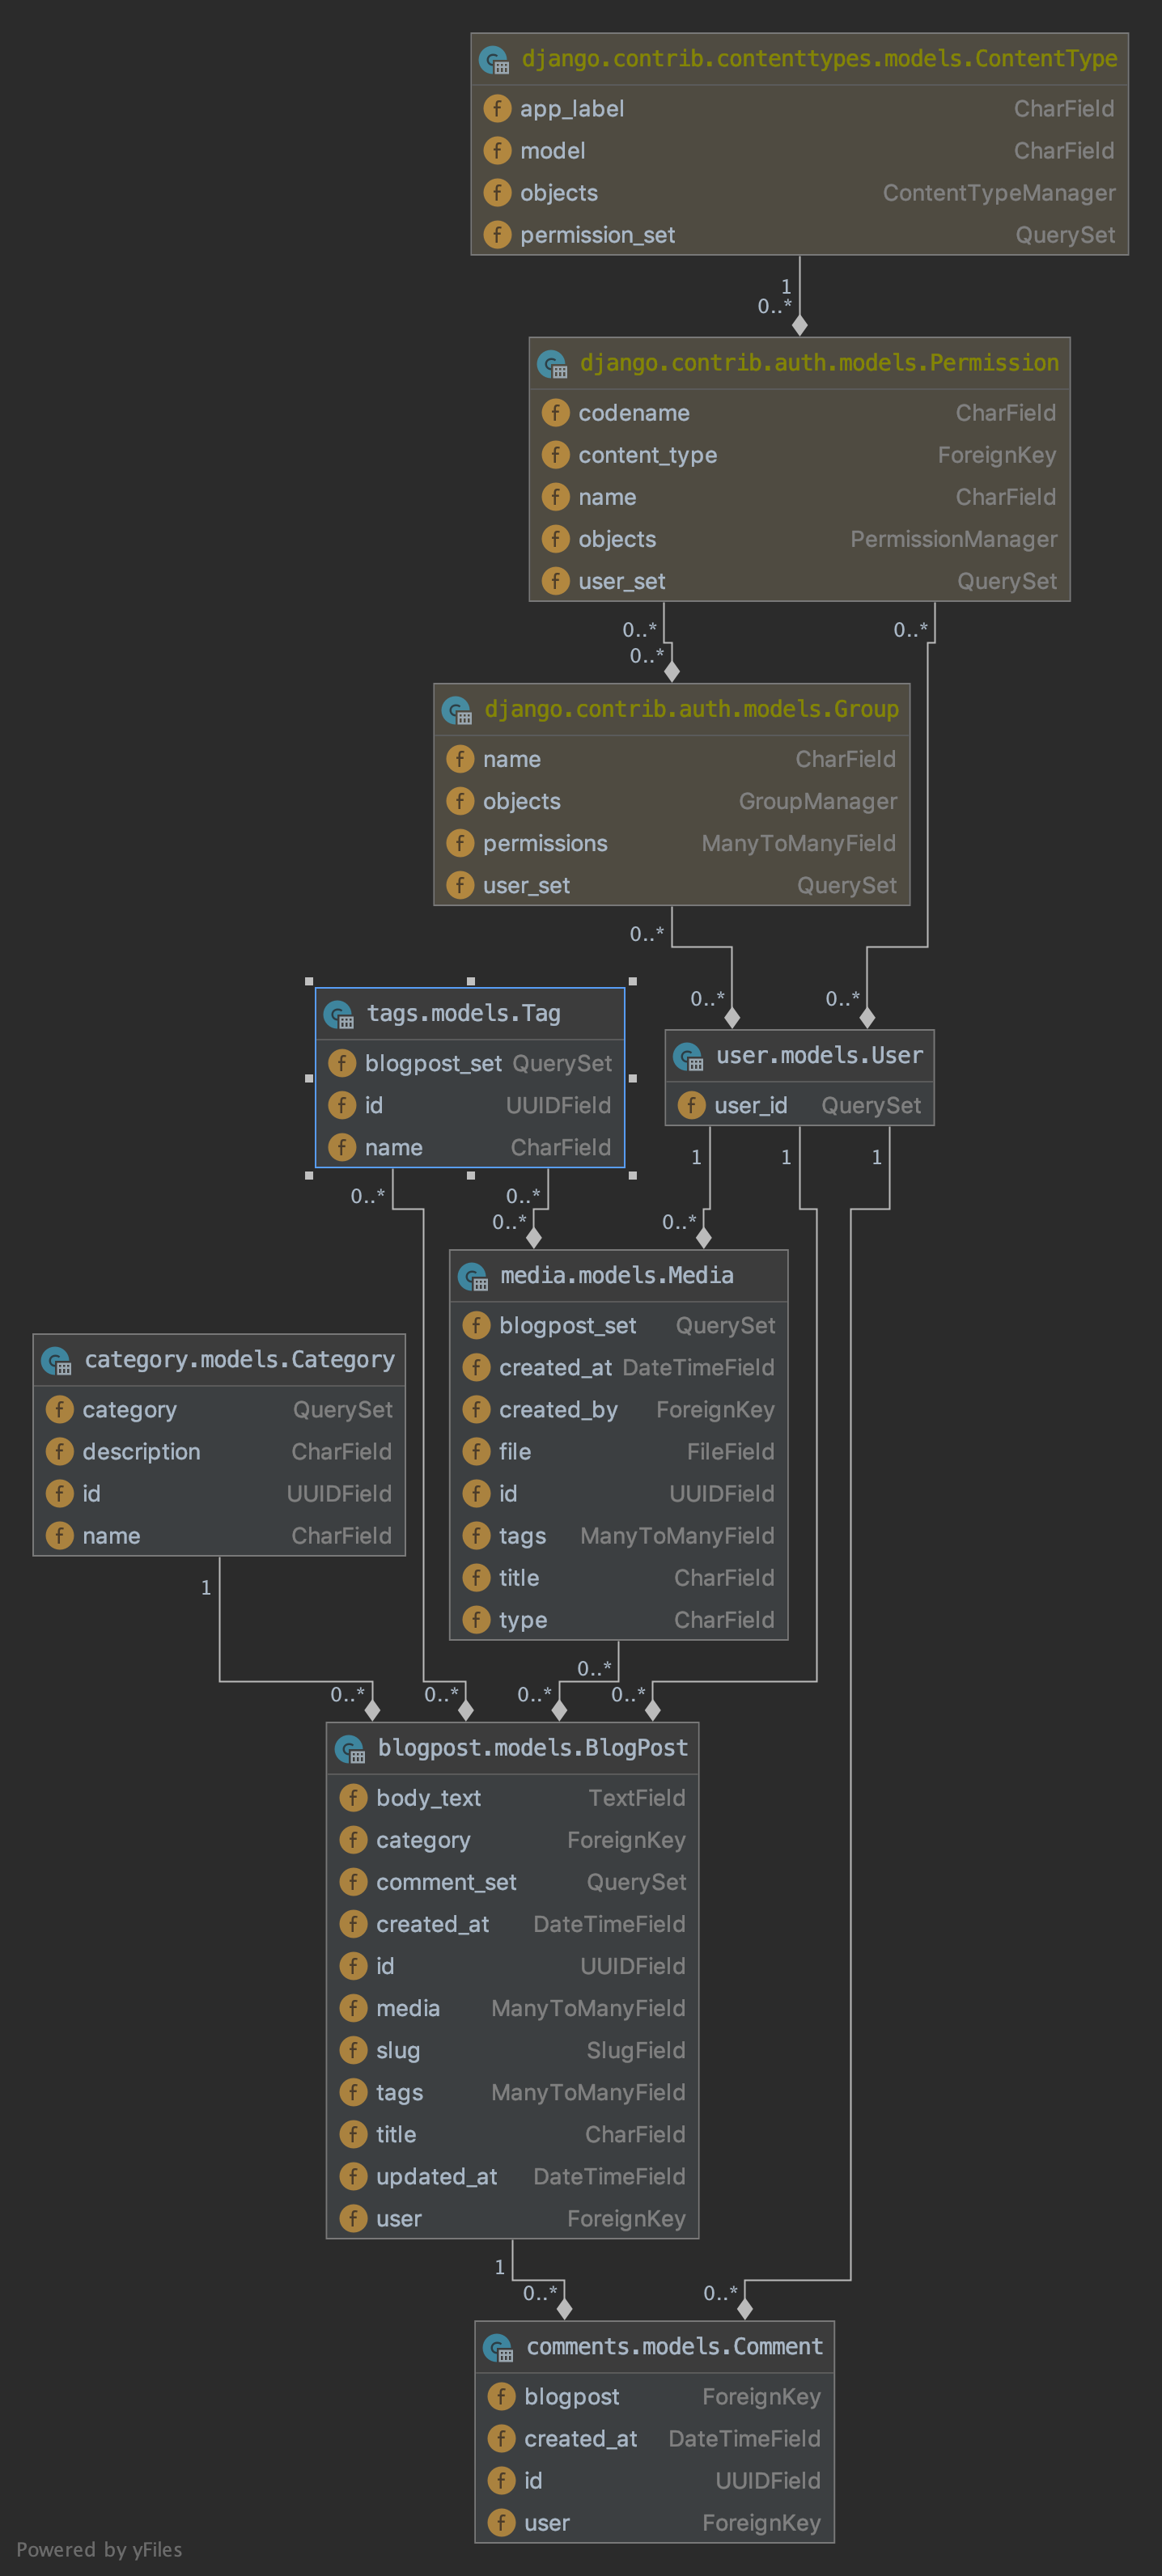 django.contrib.contenttypes.models.ContentType
app_label CharField
model CharField
objects ContentTypeManager
permission_set QuerySet
1
0..*
django.contrib.auth.models.Permission
codename CharField
content_type ForeignKey
name CharField
objects PermissionManager
user_set QuerySet
0..* 0..*
0..*
django.contrib.auth.models.Group
name CharField
objects GroupManager
permissions ManyToManyField
user_set QuerySet
0..*
0..* 0..*
tags.models.Tag
blogpost_set QuerySet
id UUIDField
name CharField
user.models.User
user_id QuerySet
1 1 1
0..* 0..*
0..* 0..*
media.models.Media
blogpost_set QuerySet
created_at DateTimeField
created_by ForeignKey
file FileField
id UUIDField
tags ManyToManyField
title CharField
type CharField
category.models.Category
category QuerySet
description CharField
id UUIDField
name CharField
1
0..*
0..* 0..* 0..* 0..*
blogpost.models.BlogPost
body_text TextField
category ForeignKey
comment_set QuerySet
created_at DateTimeField
id UUIDField
media ManyToManyField
slug SlugField
tags ManyToManyField
title CharField
updated_at DateTimeField
user ForeignKey
1
0..* 0..*
comments.models.Comment
blogpost ForeignKey
created_at DateTimeField
id UUIDField
user ForeignKey
Powered by yFiles